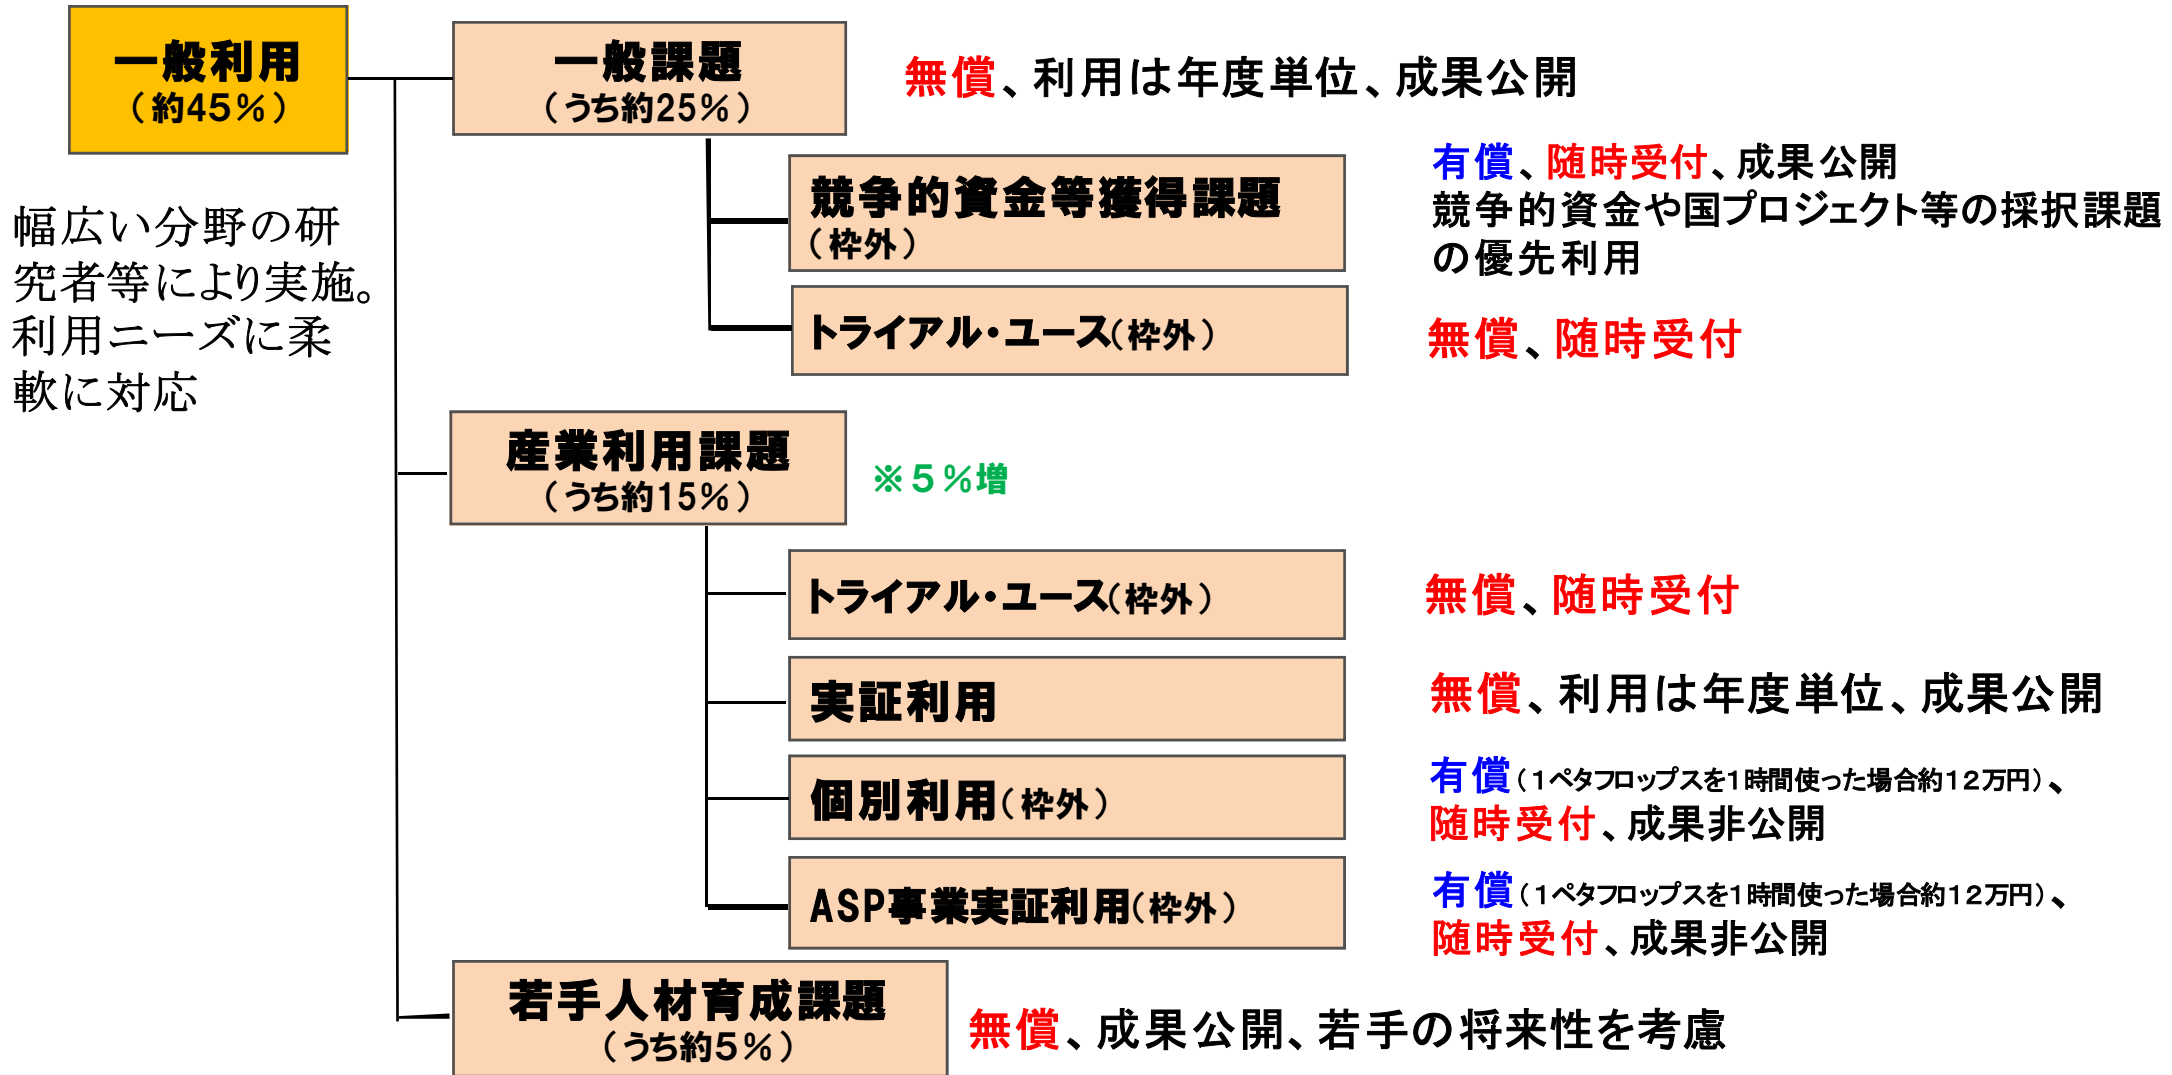 一般利用
（約45％）
幅広い分野の研
究者等により実施。
利用ニーズに柔
軟に対応
一般課題
（うち約25％）
無償、利用は年度単位、成果公開
競争的資金等獲得課題
（枠外）
有償、随時受付、成果公開
競争的資金や国プロジェクト等の採択課題
の優先利用
トライアル・ユース（枠外）
無償、随時受付
産業利用課題
（うち約15％）
※５％増
トライアル・ユース（枠外）
無償、随時受付
実証利用
無償、利用は年度単位、成果公開
個別利用（枠外）
有償（１ペタフロップスを１時間使った場合約１２万円）、
随時受付、成果非公開
ASP事業実証利用（枠外）
有償（１ペタフロップスを１時間使った場合約１２万円）、
随時受付、成果非公開
若手人材育成課題
（うち約５％）
無償、成果公開、若手の将来性を考慮